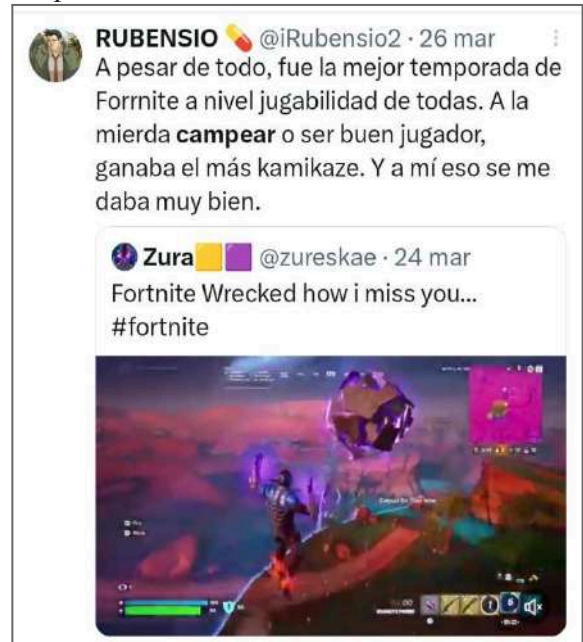 RUBENSIO 💊 @iRubensio2 · 26 mar
A pesar de todo, fue la mejor temporada de
Forrnite a nivel jugabilidad de todas. A la
mierda campear o ser buen jugador,
ganaba el más kamikaze. Y a mí eso se me
daba muy bien.
Zura🟨🟪 @zureskae · 24 mar
Fortnite Wrecked how i miss you...
#fortnite